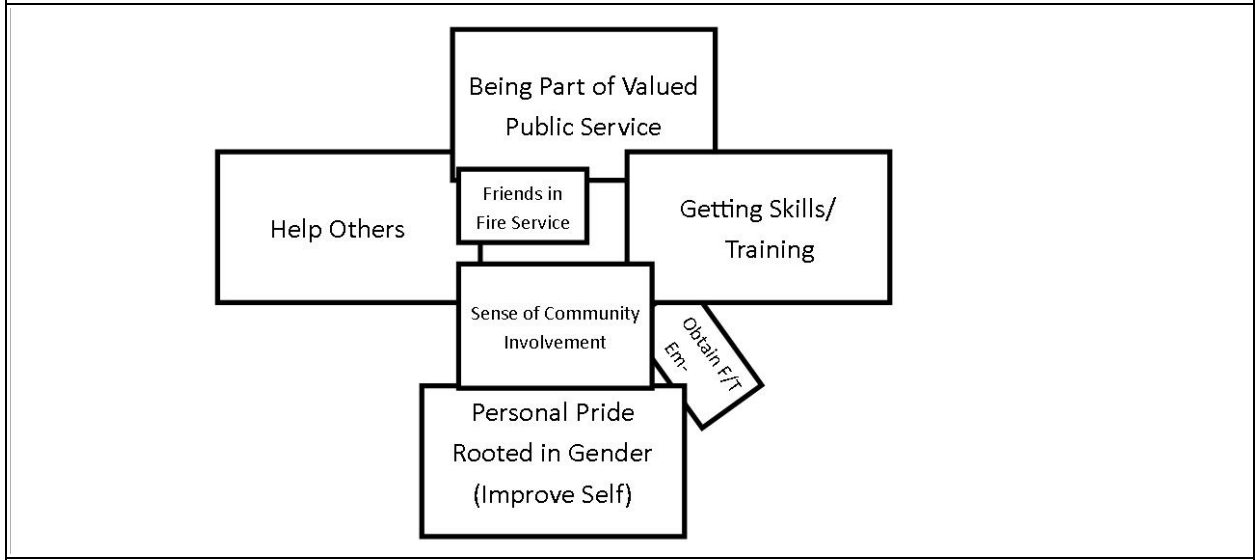 Being Part of Valued
Public Service
Help Others
Friends in
Fire Service
Getting Skills/
Training
Sense of Community
Involvement
Obtain F/T
Em-
Personal Pride
Rooted in Gender
(Improve Self)